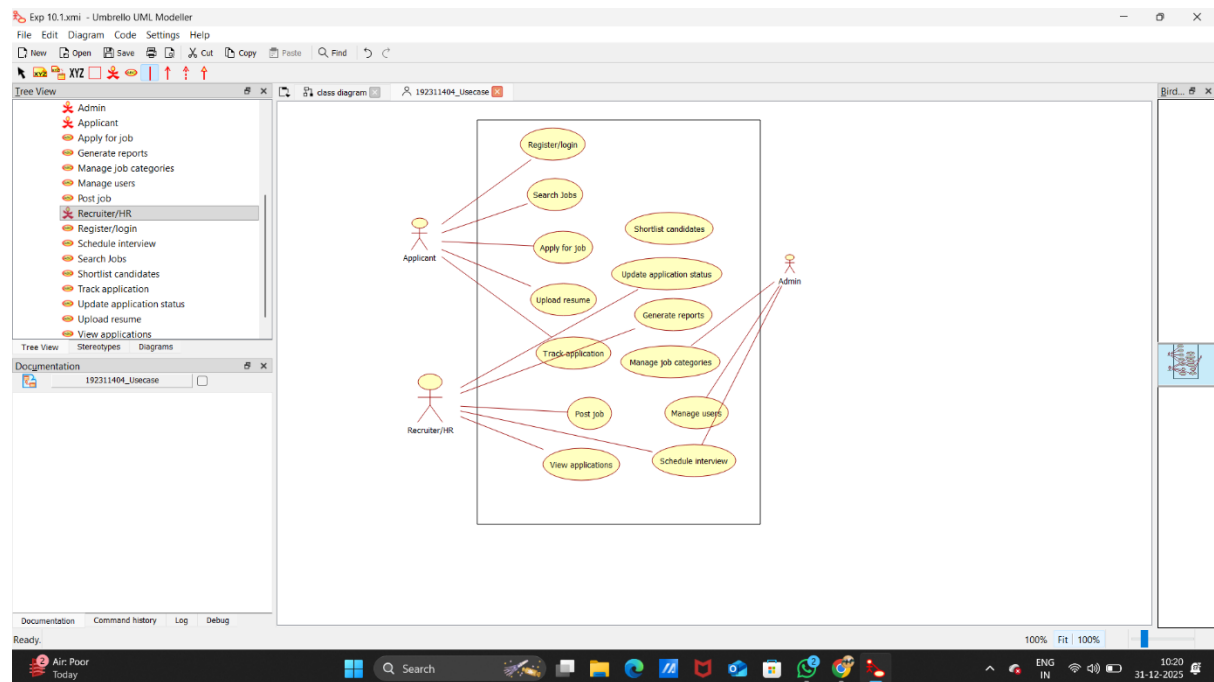 Exp 10.1.xmi - Umbrello UML Modeller
File Edit Diagram Code Settings Help
New Open Save Cut Copy Paste Find
XYZ XYZ
Tree View
class diagram
192311404_Usecase
Bird...
Admin
Applicant
Apply for job
Generate reports
Manage job categories
Manage users
Post job
Recruiter/HR
Register/login
Schedule interview
Search Jobs
Shortlist candidates
Track application
Update application status
Upload resume
View applications
Tree View Stereotypes Diagrams
Documentation
192311404_Usecase
Register/login
Search Jobs
Shortlist candidates
Apply for job
Applicant
Update application status
Admin
Upload resume
Generate reports
Track application
Manage job categories
Post job
Manage users
Recruiter/HR
View applications
Schedule interview
Documentation Command history Log Debug
Ready.
100% Fit 100%
2
Air: Poor
Today
Search
ENG
IN
10:20
31-12-2025